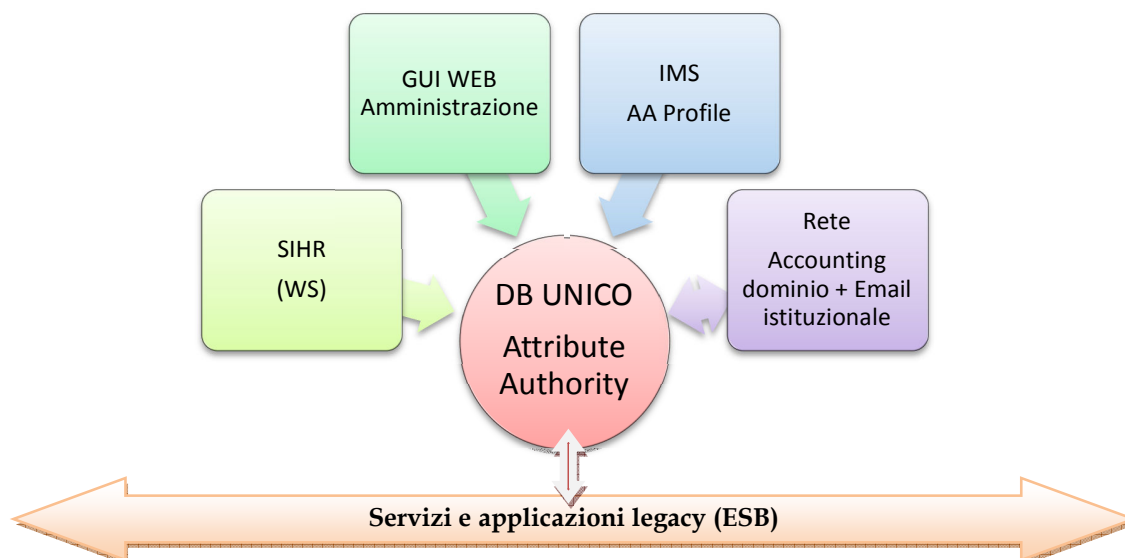 GUI WEB
Amministrazione
IMS
AA Profile
SIHR
(WS)
Rete
Accounting
dominio + Email
istituzionale
DB UNICO
Attribute
Authority
Servizi e applicazioni legacy (ESB)